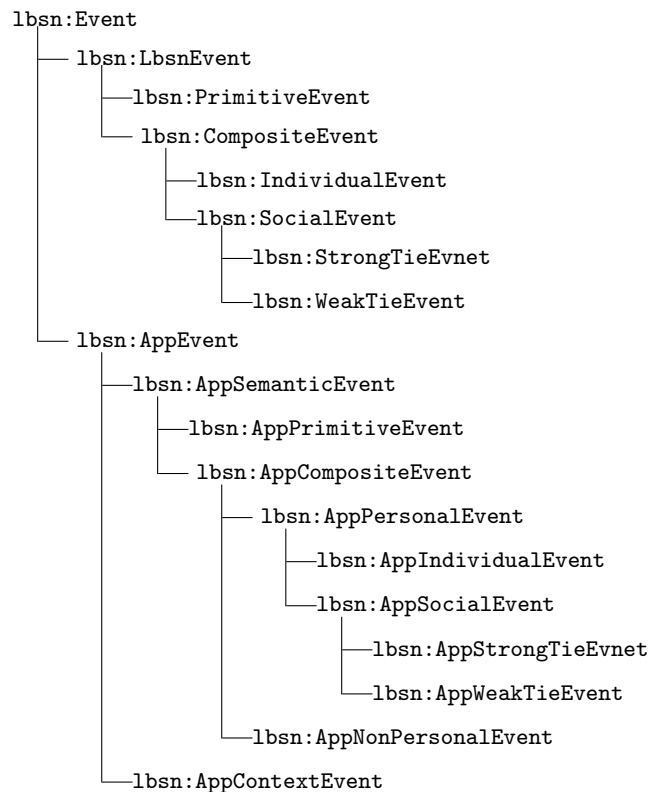 lbsn:Event
lbsn:LbsnEvent
lbsn:PrimitiveEvent
lbsn:CompositeEvent
lbsn:IndividualEvent
lbsn:SocialEvent
lbsn:StrongTieEvnet
lbsn:WeakTieEvent
lbsn:AppEvent
lbsn:AppSemanticEvent
lbsn:AppPrimitiveEvent
lbsn:AppCompositeEvent
lbsn:AppPersonalEvent
lbsn:AppIndividualEvent
lbsn:AppSocialEvent
lbsn:AppStrongTieEvnet
lbsn:AppWeakTieEvent
lbsn:AppNonPersonalEvent
lbsn:AppContextEvent